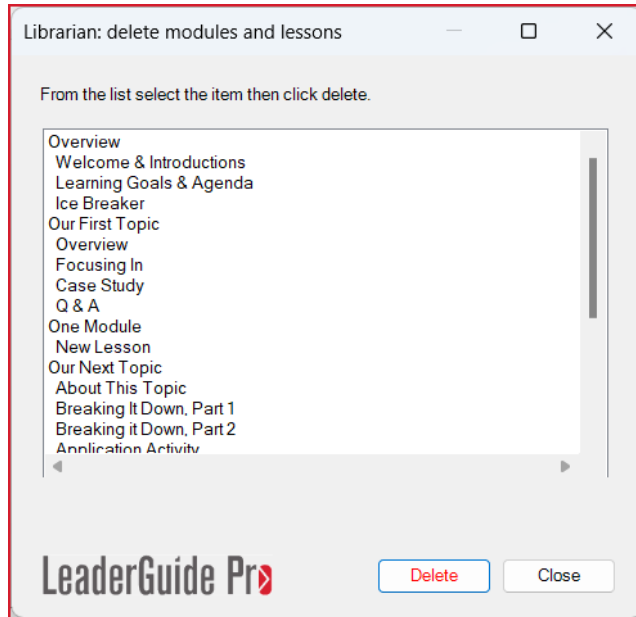 Librarian: delete modules and lessons
From the list select the item then click delete.
Overview
Welcome & Introductions
Learning Goals & Agenda
Ice Breaker
Our First Topic
Overview
Focusing In
Case Study
Q & A
One Module
New Lesson
Our Next Topic
About This Topic
Breaking It Down, Part 1
Breaking it Down, Part 2
Application Activity
LeaderGuide Pro
Delete
Close